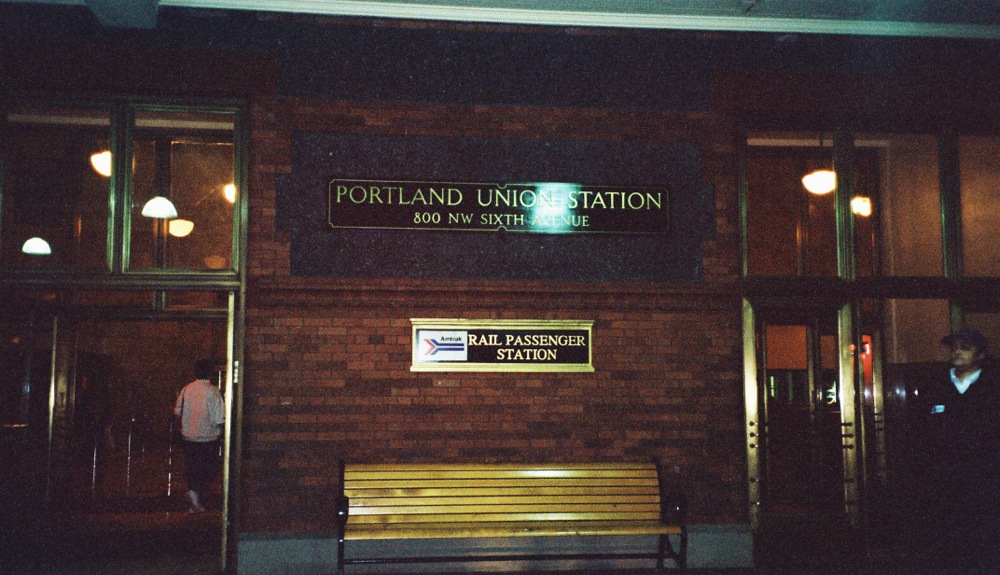 PORTLAND UNION STATION
800 NW SIXTH AVENUE
Amtrak
RAIL PASSENGER
STATION